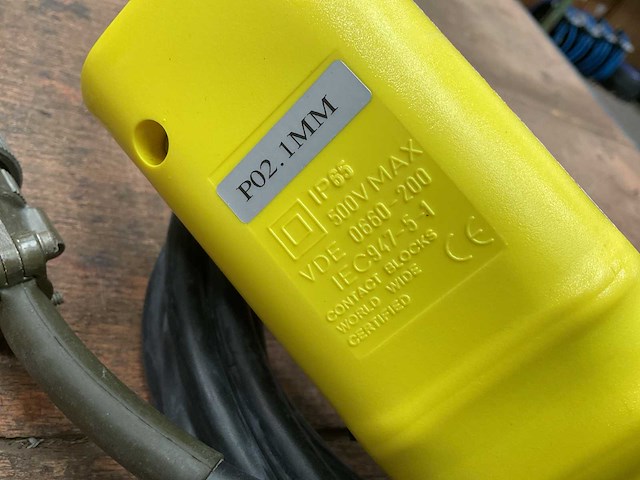 P02.1MM
IP65
500V MAX
VDE 0660-200
IEC947-5-1
CONTACT BLOCKS
WORLD WIDE
CERTIFIED
CE